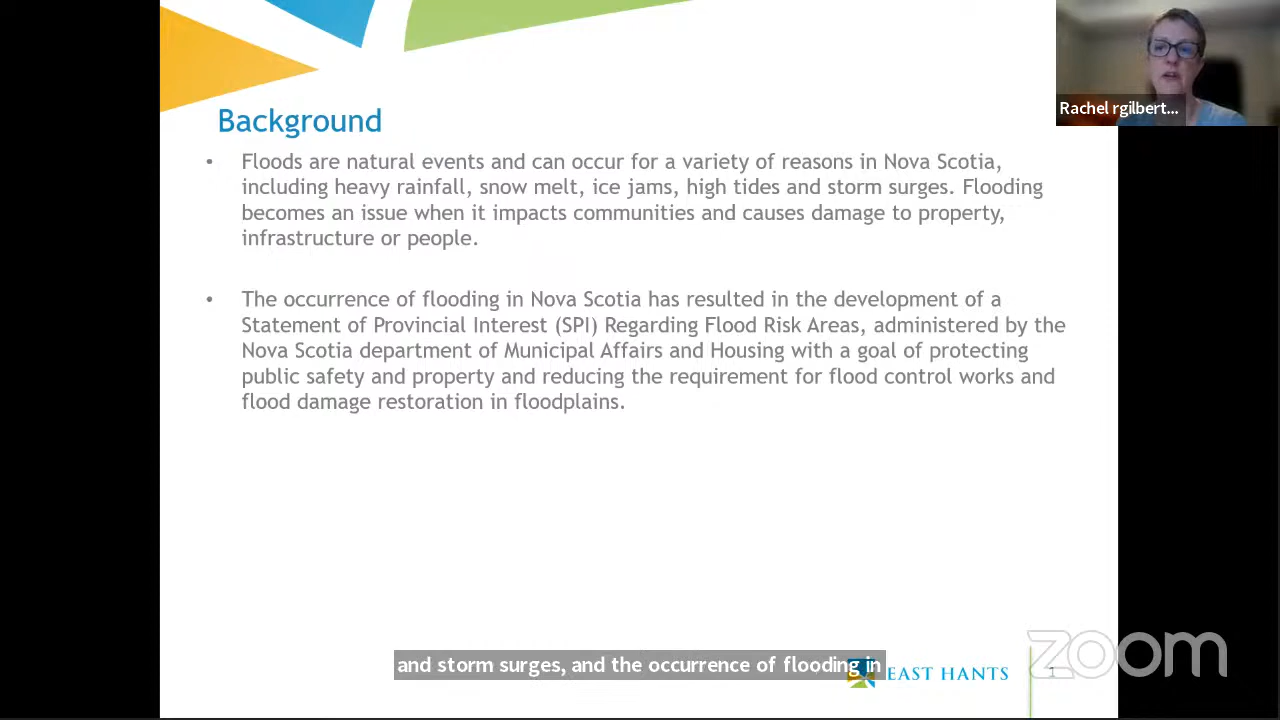 Rachel rgilbert...
Background
• Floods are natural events and can occur for a variety of reasons in Nova Scotia,
including heavy rainfall, snow melt, ice jams, high tides and storm surges. Flooding
becomes an issue when it impacts communities and causes damage to property,
infrastructure or people.
• The occurrence of flooding in Nova Scotia has resulted in the development of a
Statement of Provincial Interest (SPI) Regarding Flood Risk Areas, administered by the
Nova Scotia department of Municipal Affairs and Housing with a goal of protecting
public safety and property and reducing the requirement for flood control works and
flood damage restoration in floodplains.
and storm surges, and the occurrence of flooding in
EAST HANTS
1
zoom